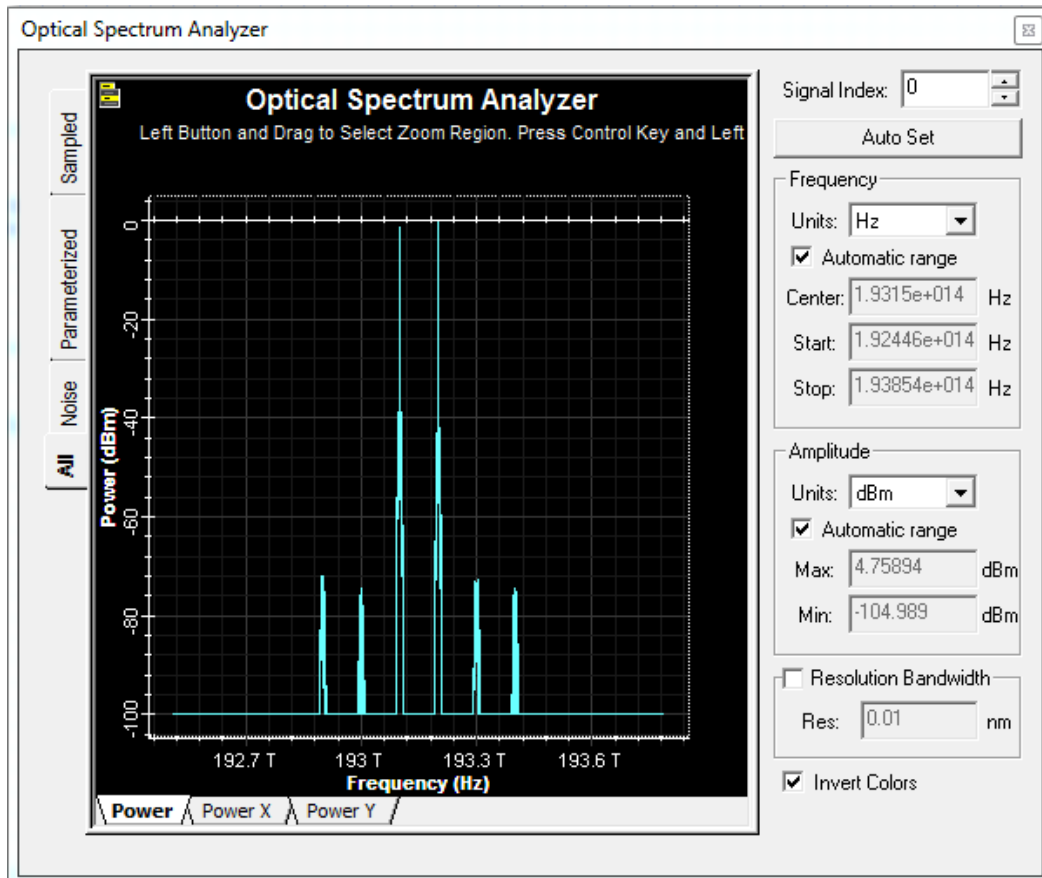 Optical Spectrum Analyzer
Sampled
Parameterized
Noise
All
Optical Spectrum Analyzer
Left Button and Drag to Select Zoom Region. Press Control Key and Left
Power (dBm)
0
-20
-40
-60
-80
-100
192.7 T
193 T
193.3 T
193.6 T
Frequency (Hz)
Power
Power X
Power Y
Signal Index: 0
Auto Set
Frequency
Units: Hz
Automatic range
Center: 1.9315e+014 Hz
Start: 1.92446e+014 Hz
Stop: 1.93854e+014 Hz
Amplitude
Units: dBm
Automatic range
Max: 4.75894 dBm
Min: -104.989 dBm
Resolution Bandwidth
Res: 0.01 nm
Invert Colors